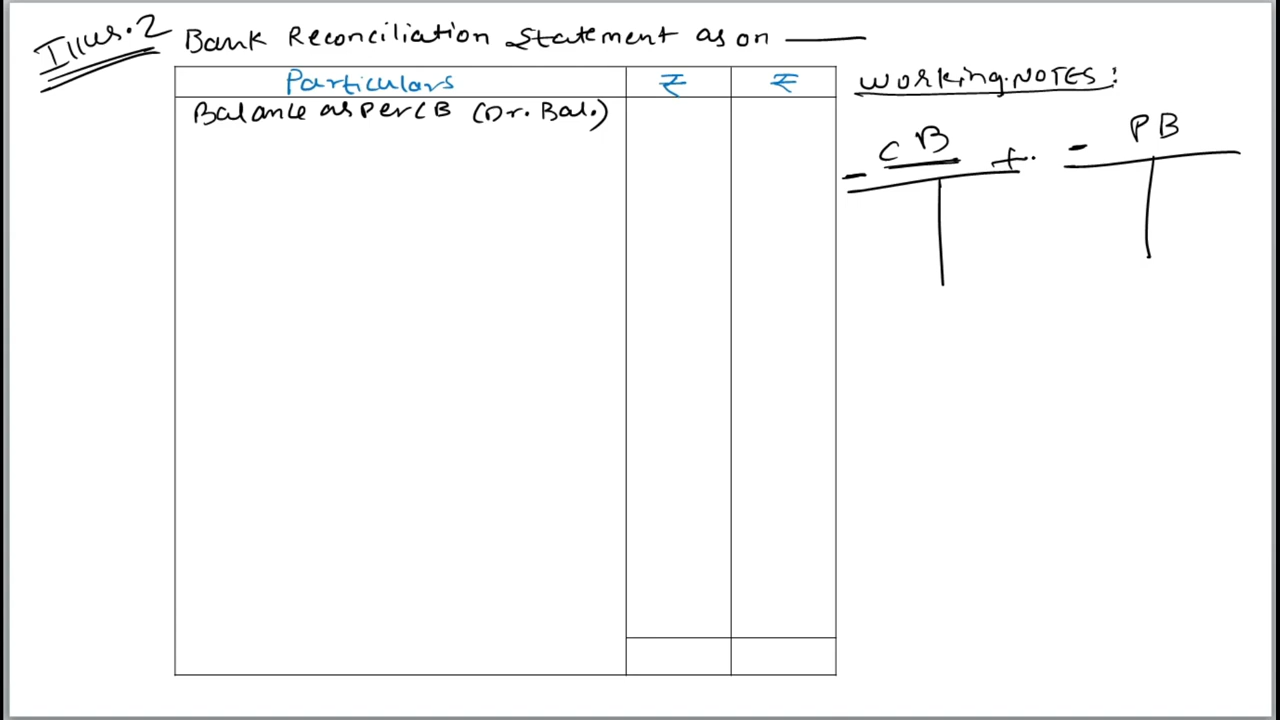 Illus.2 Bank Reconciliation Statement as on ———
Particulars ₹ ₹ Working NOTES:
Balance as per CB (Dr. Bal.)
- CB +. - PB